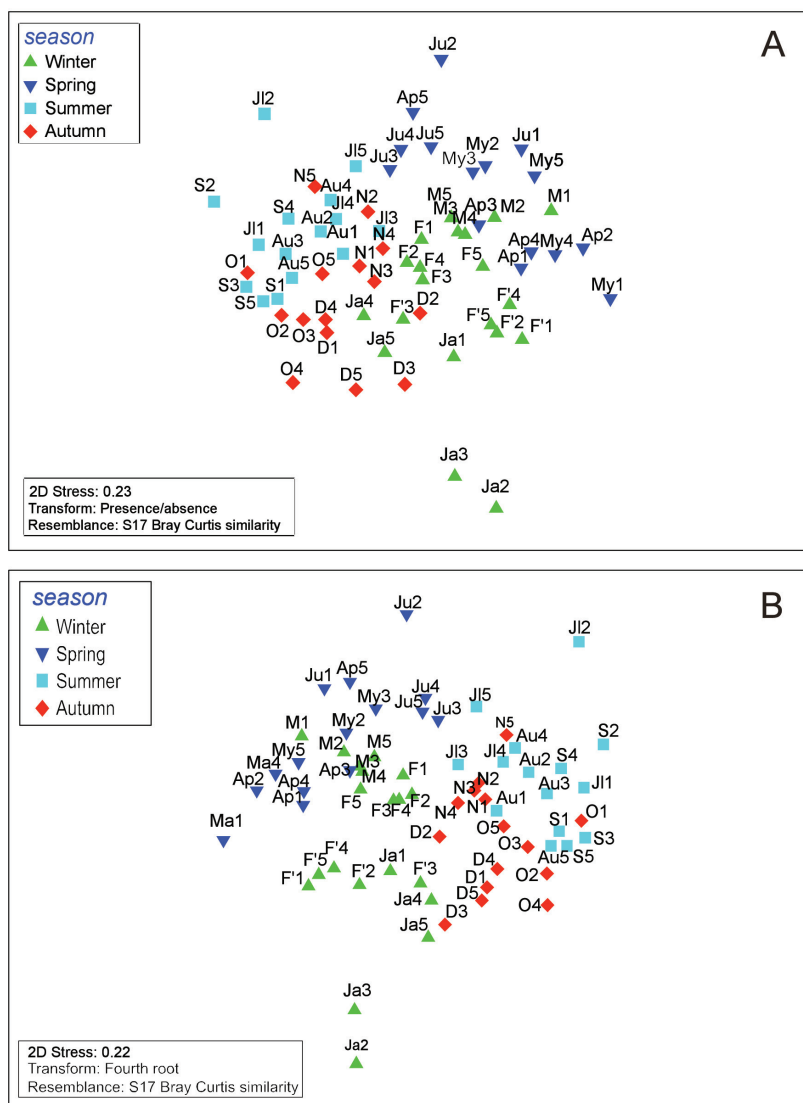 season
Winter
Spring
Summer
Autumn
A
Ju2
Jl2
Ap5
Ju4 Ju5
Ju3
Jl5
My3 My2
Ju1
My5
S2
N5
Au4
N2
S4
Jl4
Au2
Jl3
Au1
N4
M5
M3
M4
Ap3
M2
M1
Jl1
Au3
F1
Au5
O5
N1
F2
F4
F5
Ap4
My4
Ap2
Ap1
O1
S3
S1
S5
N3
F3
My1
D4
Ja4
F'3
D2
F'4
O2
O3
D1
F'5
F'2
F'1
Ja5
Ja1
O4
D5
D3
Ja3
Ja2
2D Stress: 0.23
Transform: Presence/absence
Resemblance: S17 Bray Curtis similarity
season
Winter
Spring
Summer
Autumn
B
Ju2
Jl2
Ju1
Ap5
My3
Ju4
Ju5
Ju3
Jl5
M1
My2
M2
M5
N5
Au4
S2
Ma4
My5
Ap3
M3
M4
F1
Jl3
Jl4
Au2
S4
Ap2
Ap4
Ap1
F5
F3
F4
F2
N3
N2
N4
N1
Au1
Au3
Jl1
Ma1
D2
O5
S1
O1
O3
S3
Au5
S5
F'1
F'5
F'4
F'2
Ja1
F'3
D4
D1
O2
Ja4
D5
D3
O4
Ja5
Ja3
Ja2
2D Stress: 0.22
Transform: Fourth root
Resemblance: S17 Bray Curtis similarity